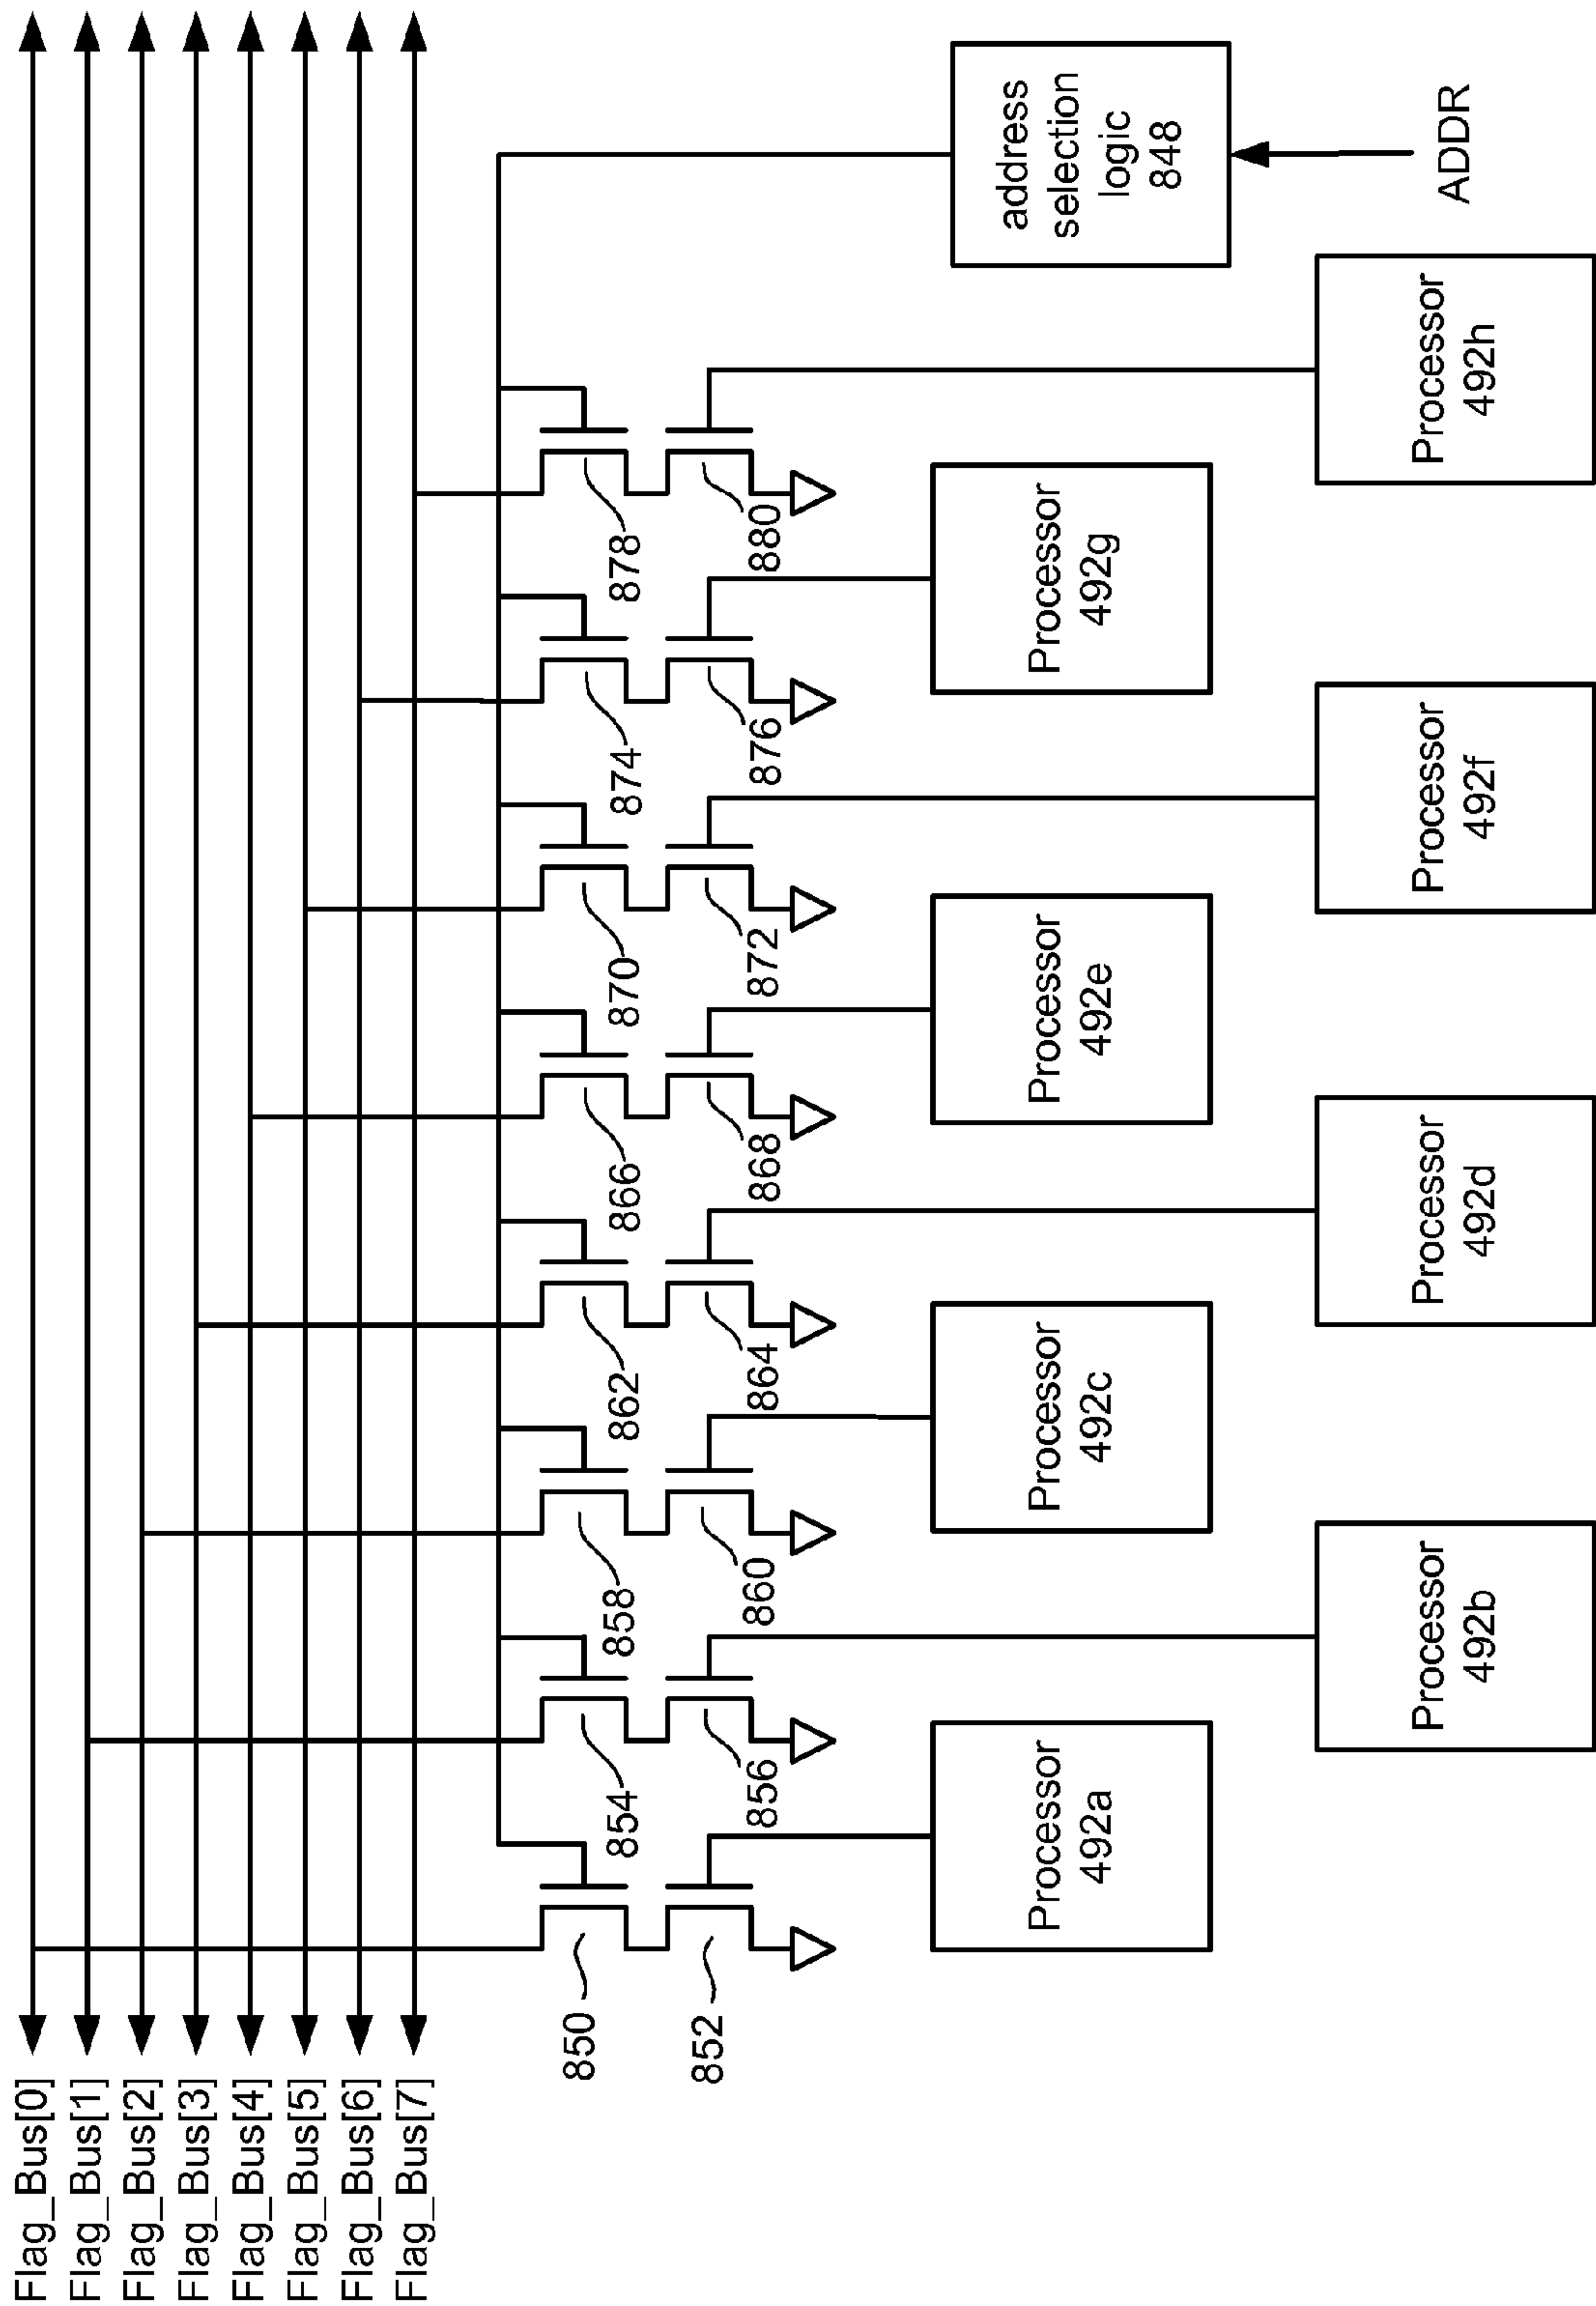 Flag_Bus[0]
Flag_Bus[1]
Flag_Bus[2]
Flag_Bus[3]
Flag_Bus[4]
Flag_Bus[5]
Flag_Bus[6]
Flag_Bus[7]
850
854
858
862
866
870
874
878
852
856
860
864
868
872
876
880
address
selection
logic
848
ADDR
Processor
492a
Processor
492c
Processor
492e
Processor
492g
Processor
492b
Processor
492d
Processor
492f
Processor
492h